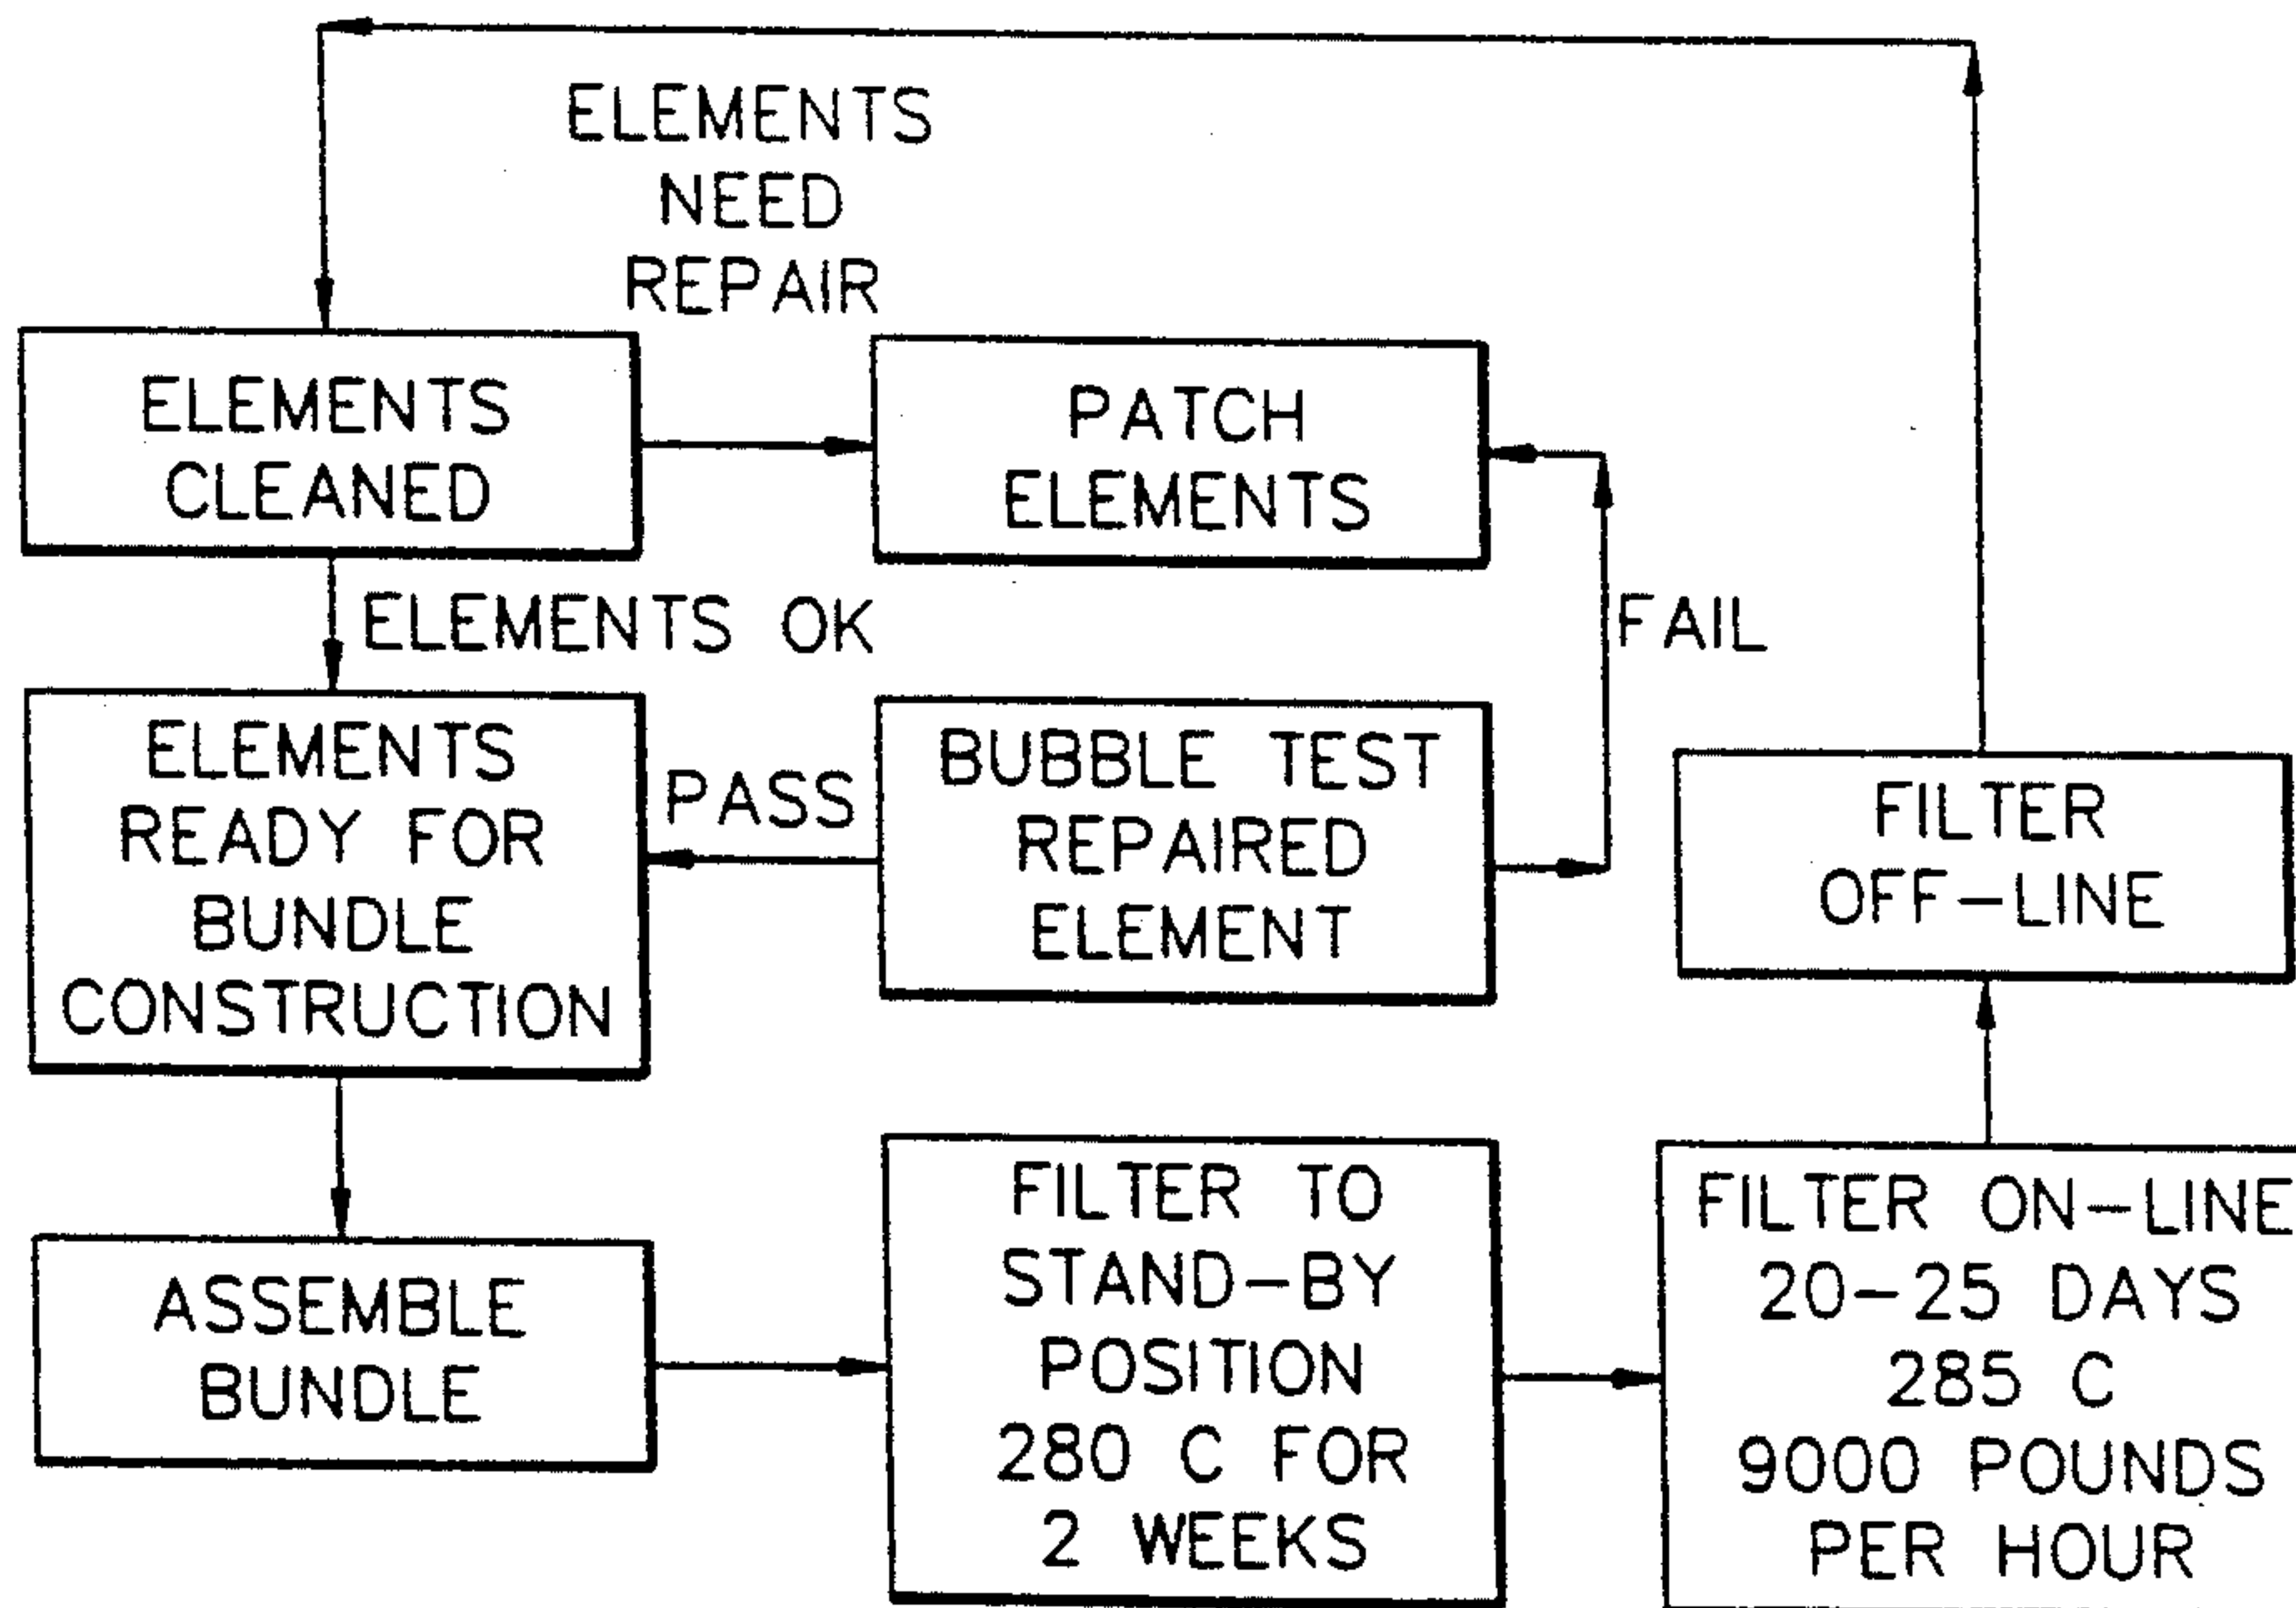 ELEMENTS
NEED
REPAIR
ELEMENTS
CLEANED
PATCH
ELEMENTS
ELEMENTS OK
FAIL
ELEMENTS
READY FOR
BUNDLE
CONSTRUCTION
PASS
BUBBLE TEST
REPAIRED
ELEMENT
FILTER
OFF-LINE
ASSEMBLE
BUNDLE
FILTER TO
STAND-BY
POSITION
280 C FOR
2 WEEKS
FILTER ON-LINE
20-25 DAYS
285 C
9000 POUNDS
PER HOUR